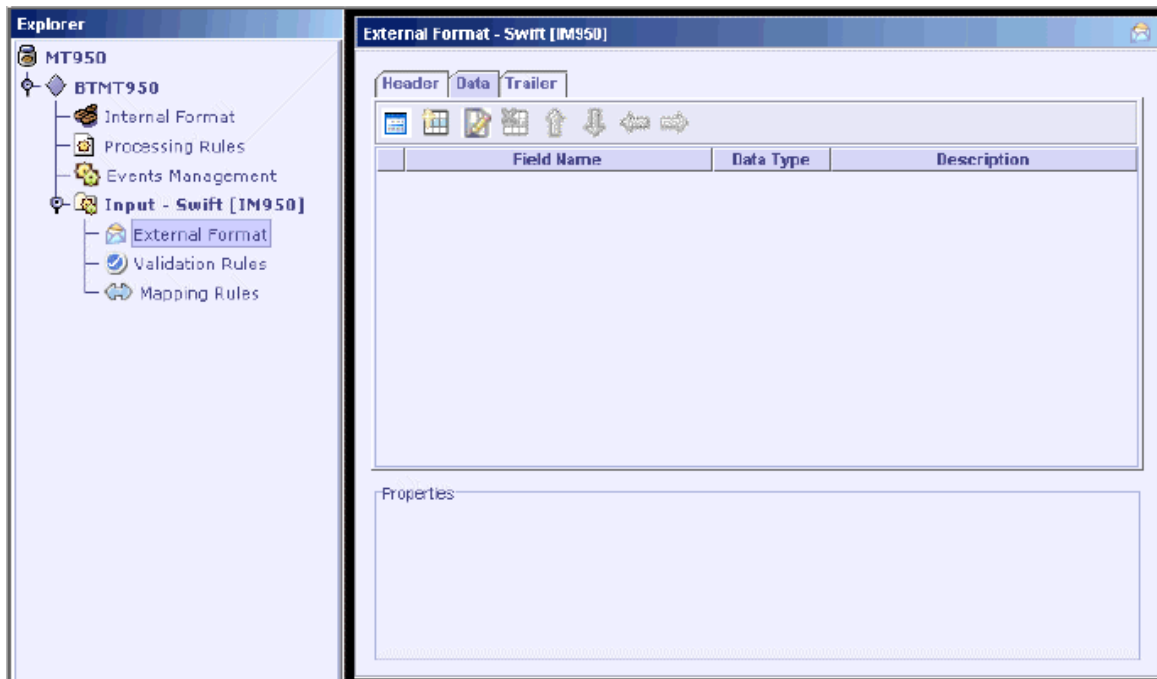 Explorer
MT950
BTMT950
Internal Format
Processing Rules
Events Management
Input - Swift [IM950]
External Format
Validation Rules
Mapping Rules
External Format - Swift [IM950]
Header Data Trailer
Field Name Data Type Description
Properties